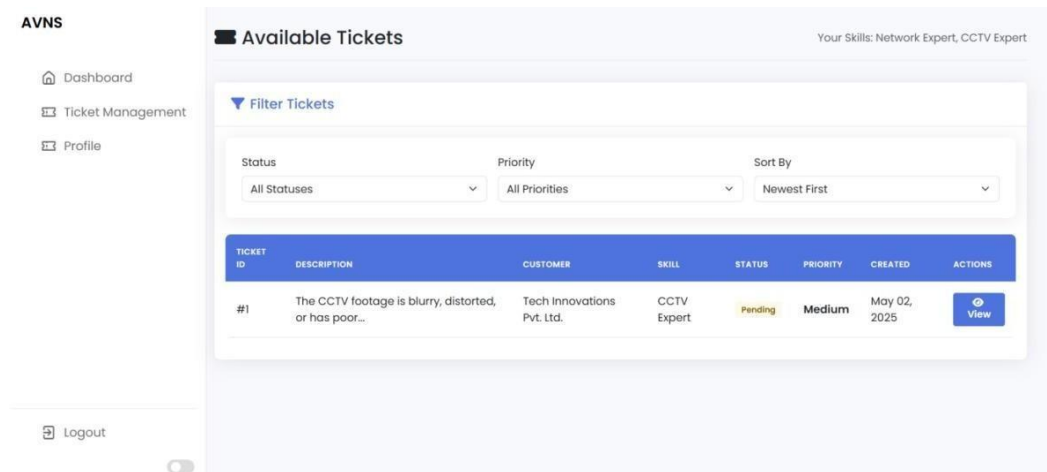 AVNS
Dashboard
Ticket Management
Profile
Logout
Available Tickets
Your Skills: Network Expert, CCTV Expert
Filter Tickets
Status
Priority
Sort By
All Statuses
All Priorities
Newest First
TICKET
ID
DESCRIPTION
CUSTOMER
SKILL
STATUS
PRIORITY
CREATED
ACTIONS
#1
The CCTV footage is blurry, distorted,
or has poor...
Tech Innovations
Pvt. Ltd.
CCTV
Expert
Pending
Medium
May 02,
2025
View